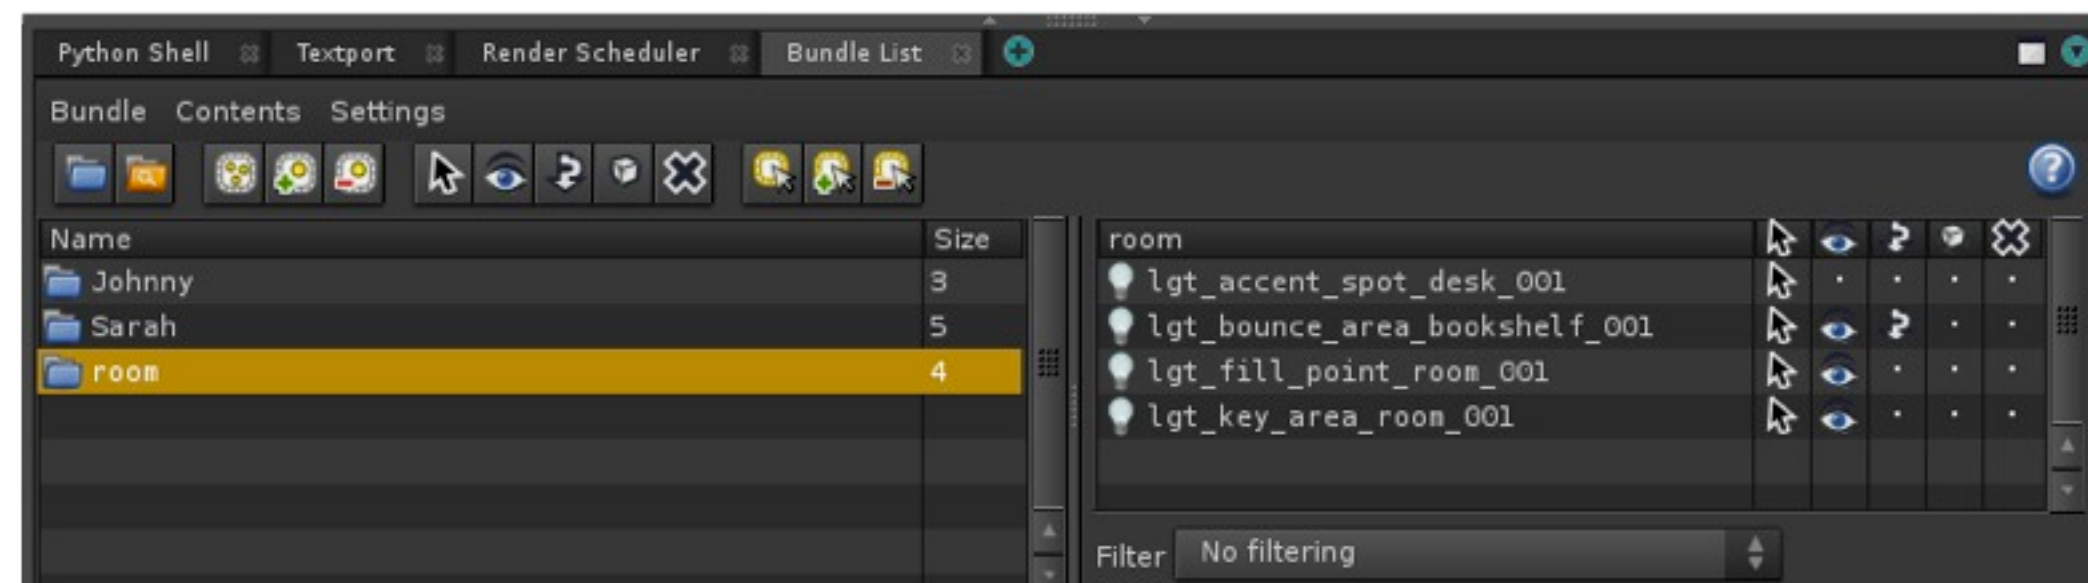 Python Shell Textport Render Scheduler Bundle List
Bundle Contents Settings
Name Size
Johnny 3
Sarah 5
room 4
room
lgt_accent_spot_desk_001
lgt_bounce_area_bookshelf_001
lgt_fill_point_room_001
lgt_key_area_room_001
Filter No filtering